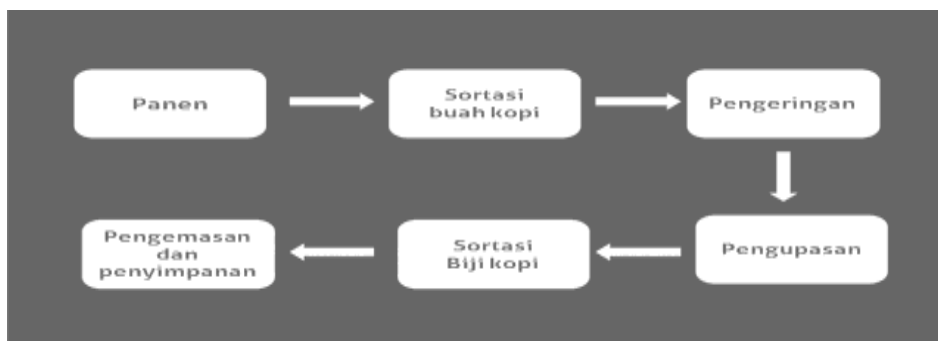 Panen
Sortasi
buah kopi
Pengeringan
Pengupasan
Sortasi
Biji kopi
Pengemasan
dan
penyimpanan